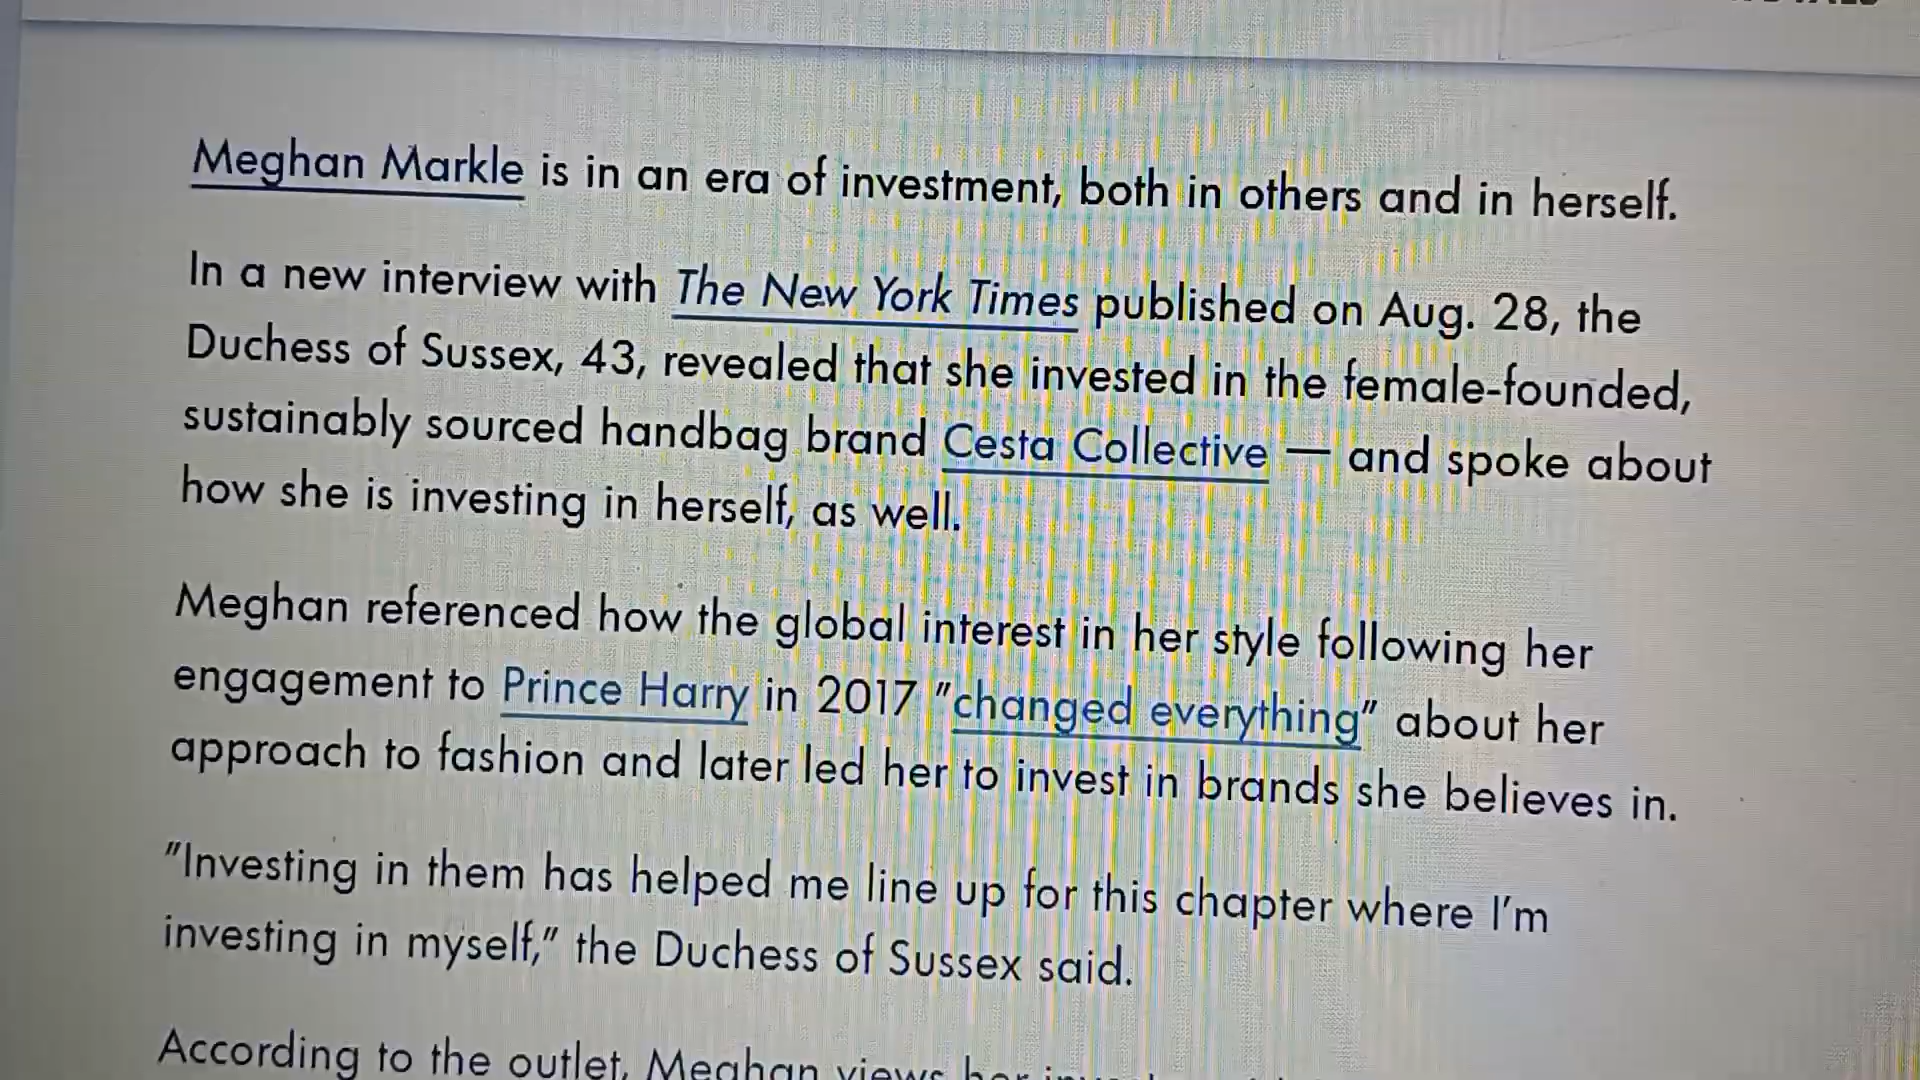 Meghan Markle is in an era of investment, both in others and in herself.
In a new interview with The New York Times published on Aug. 28, the
Duchess of Sussex, 43, revealed that she invested in the female-founded,
sustainably sourced handbag brand Cesta Collective — and spoke about
how she is investing in herself, as well.
Meghan referenced how the global interest in her style following her
engagement to Prince Harry in 2017 "changed everything" about her
approach to fashion and later led her to invest in brands she believes in.
"Investing in them has helped me line up for this chapter where I'm
investing in myself," the Duchess of Sussex said.
According to the outlet, Meghan views her